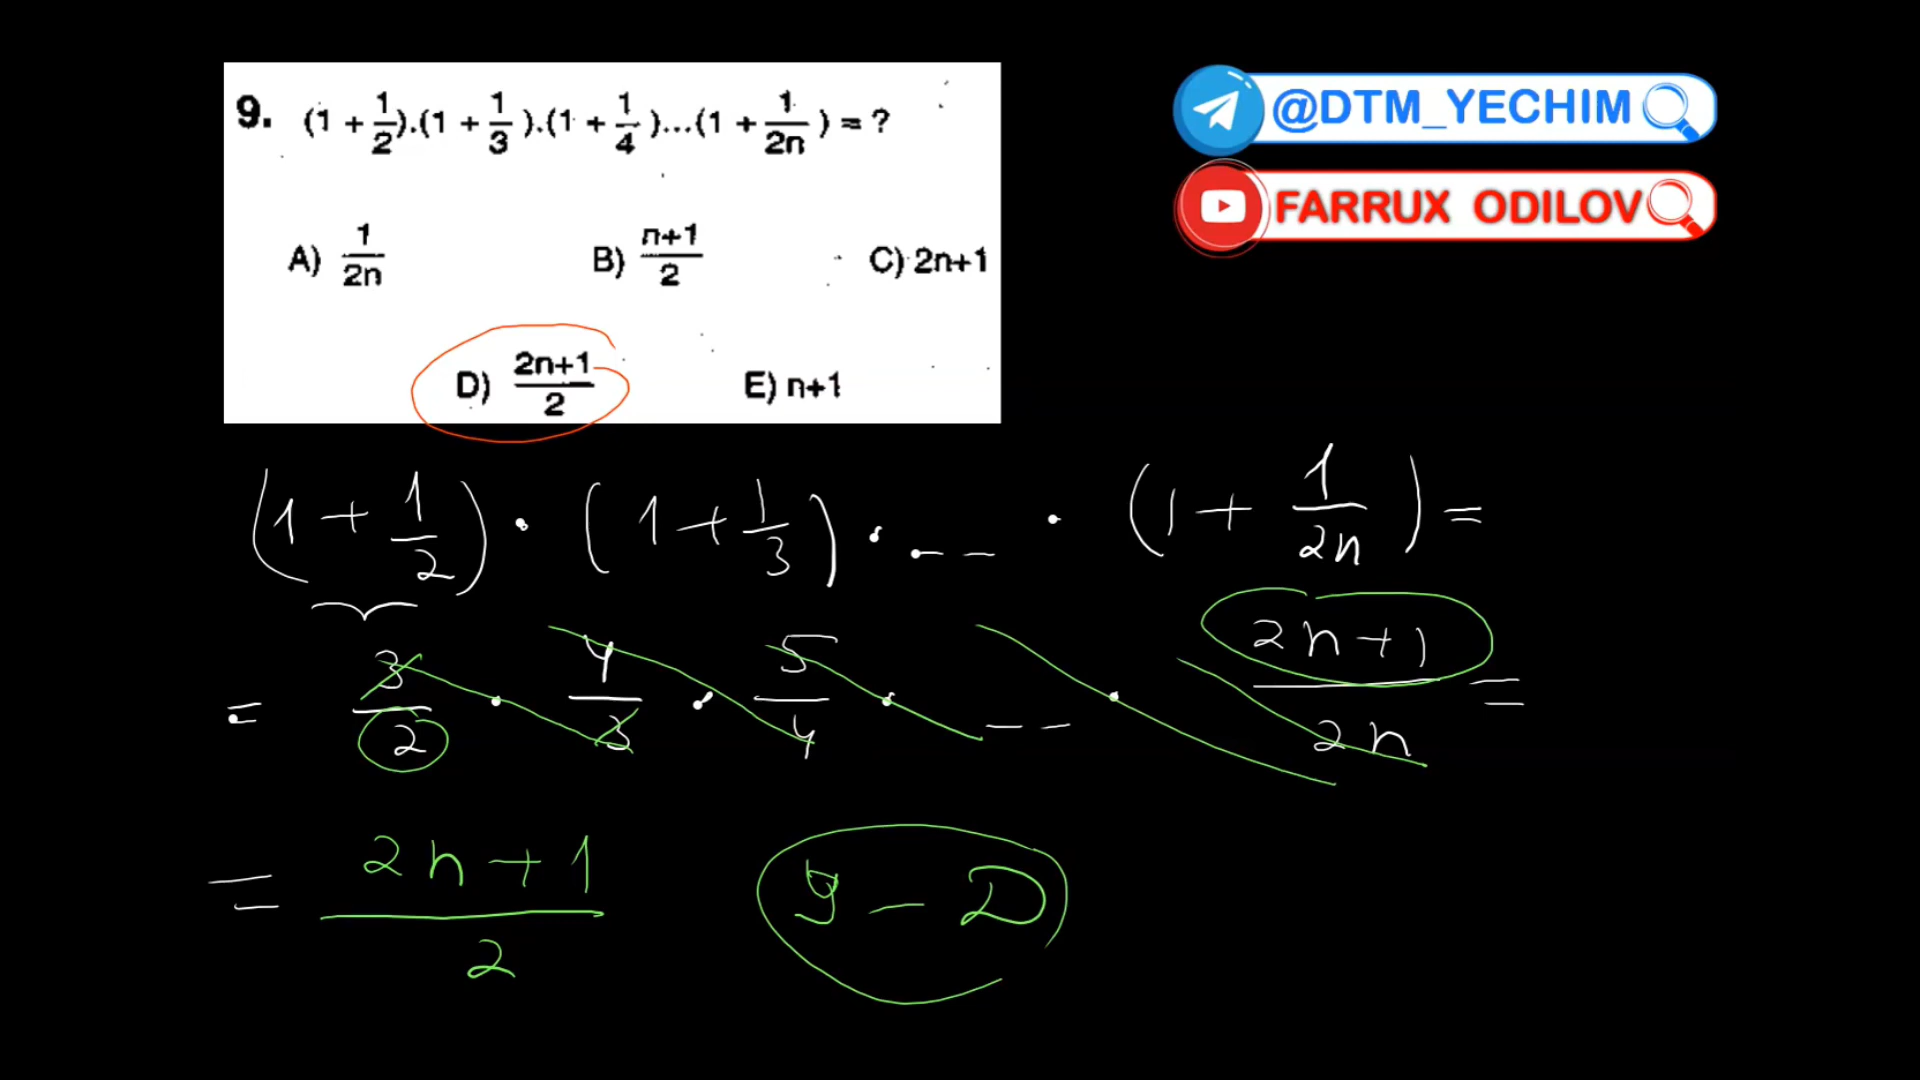 9. (1 + 1/2).(1 + 1/3).(1 + 1/4)...(1 + 1/2n) = ?
A) 1/2n B) n+1/2 C) 2n+1
D) 2n+1/2 E) n+1
@DTM_YECHIM
FARRUX ODILOV
(1 + 1/2) · (1 + 1/3) · ... · (1 + 1/2n) =
= 3/2 · 4/3 · 5/4 · -- · 2n+1/2n =
= 2n+1/2 9 – D